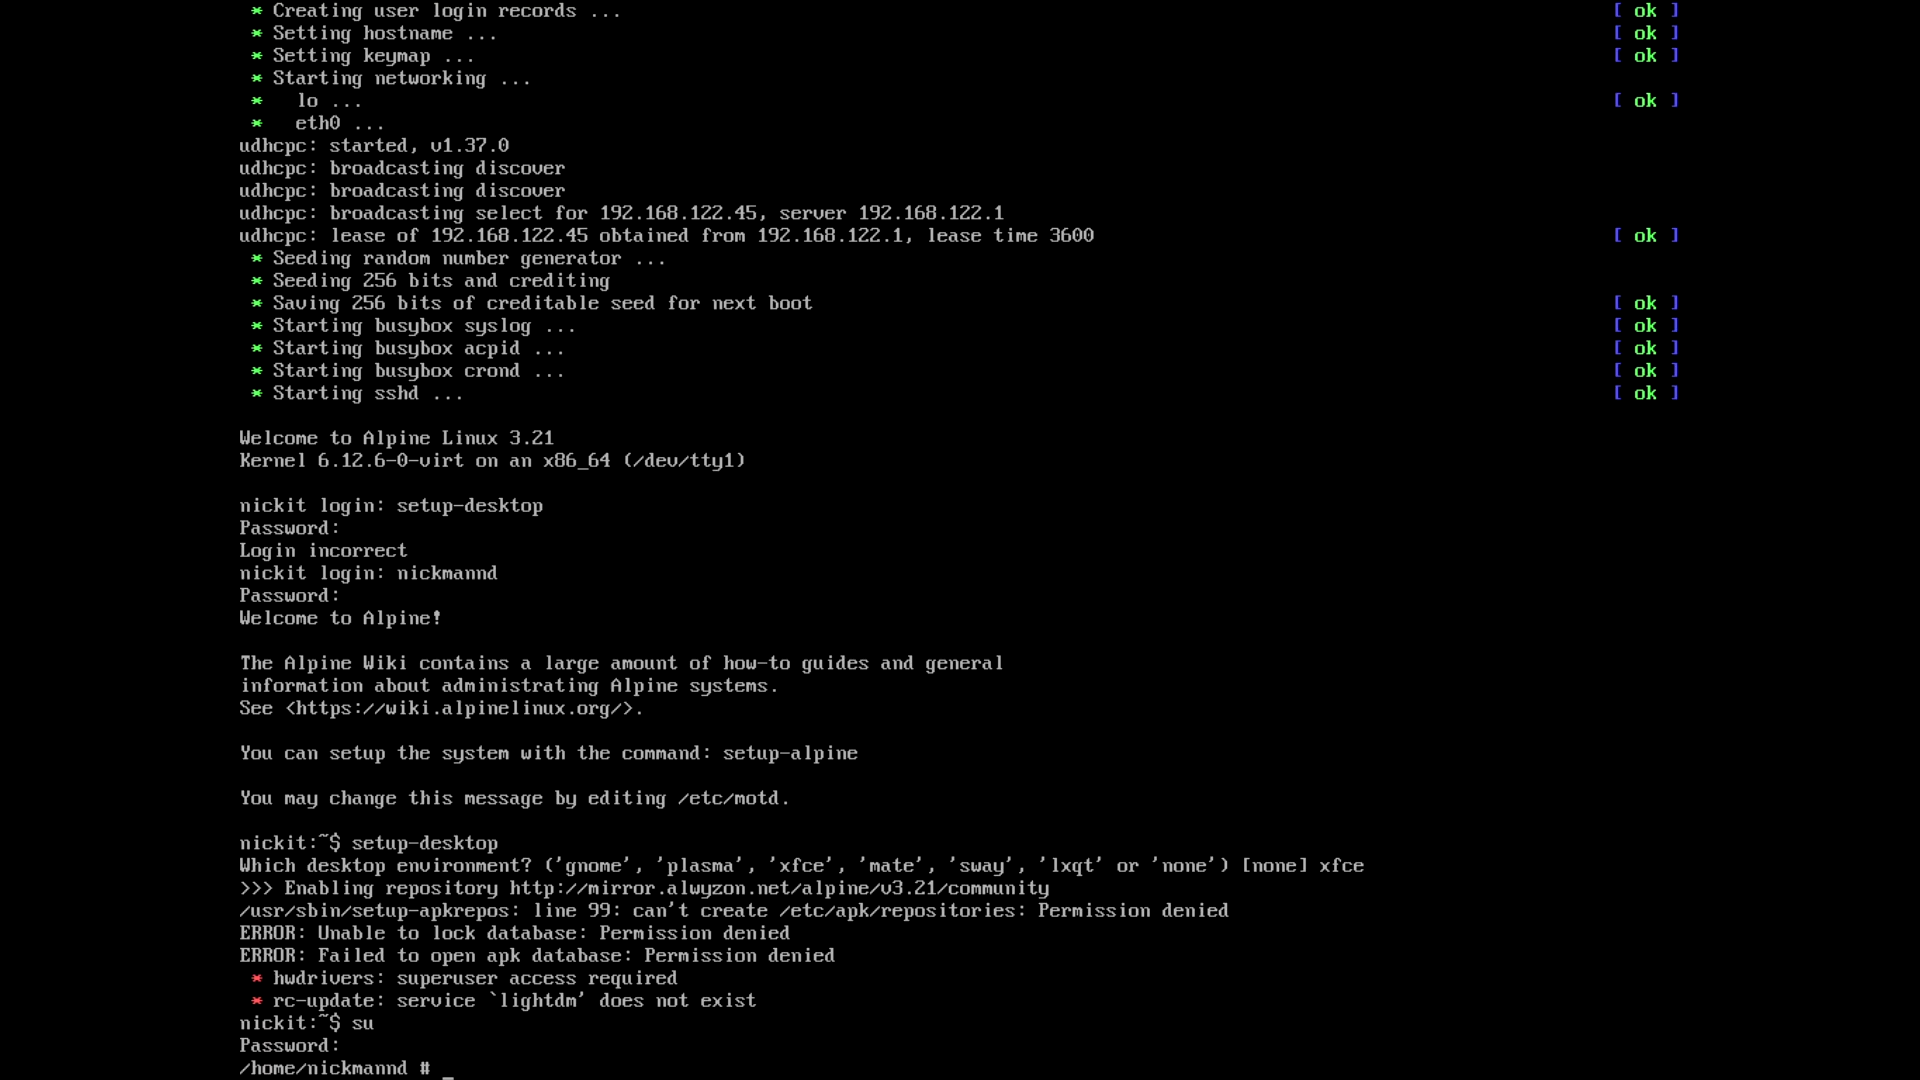 * Creating user login records ... [ ok ]
* Setting hostname ... [ ok ]
* Setting keymap ... [ ok ]
* Starting networking ...
*   lo ... [ ok ]
*   eth0 ...
udhcpc: started, v1.37.0
udhcpc: broadcasting discover
udhcpc: broadcasting discover
udhcpc: broadcasting select for 192.168.122.45, server 192.168.122.1
udhcpc: lease of 192.168.122.45 obtained from 192.168.122.1, lease time 3600 [ ok ]
* Seeding random number generator ...
* Seeding 256 bits and crediting
* Saving 256 bits of creditable seed for next boot [ ok ]
* Starting busybox syslog ... [ ok ]
* Starting busybox acpid ... [ ok ]
* Starting busybox crond ... [ ok ]
* Starting sshd ... [ ok ]
Welcome to Alpine Linux 3.21
Kernel 6.12.6-0-virt on an x86_64 (/dev/tty1)
nickit login: setup-desktop
Password:
Login incorrect
nickit login: nickmannd
Password:
Welcome to Alpine!
The Alpine Wiki contains a large amount of how-to guides and general
information about administrating Alpine systems.
See <https://wiki.alpinelinux.org/>.
You can setup the system with the command: setup-alpine
You may change this message by editing /etc/motd.
nickit:~$ setup-desktop
Which desktop environment? ('gnome', 'plasma', 'xfce', 'mate', 'sway', 'lxqt' or 'none') [none] xfce
>>> Enabling repository http://mirror.alwyzon.net/alpine/v3.21/community
/usr/sbin/setup-apkrepos: line 99: can't create /etc/apk/repositories: Permission denied
ERROR: Unable to lock database: Permission denied
ERROR: Failed to open apk database: Permission denied
* hwdrivers: superuser access required
* rc-update: service `lightdm' does not exist
nickit:~$ su
Password:
/home/nickmannd # _